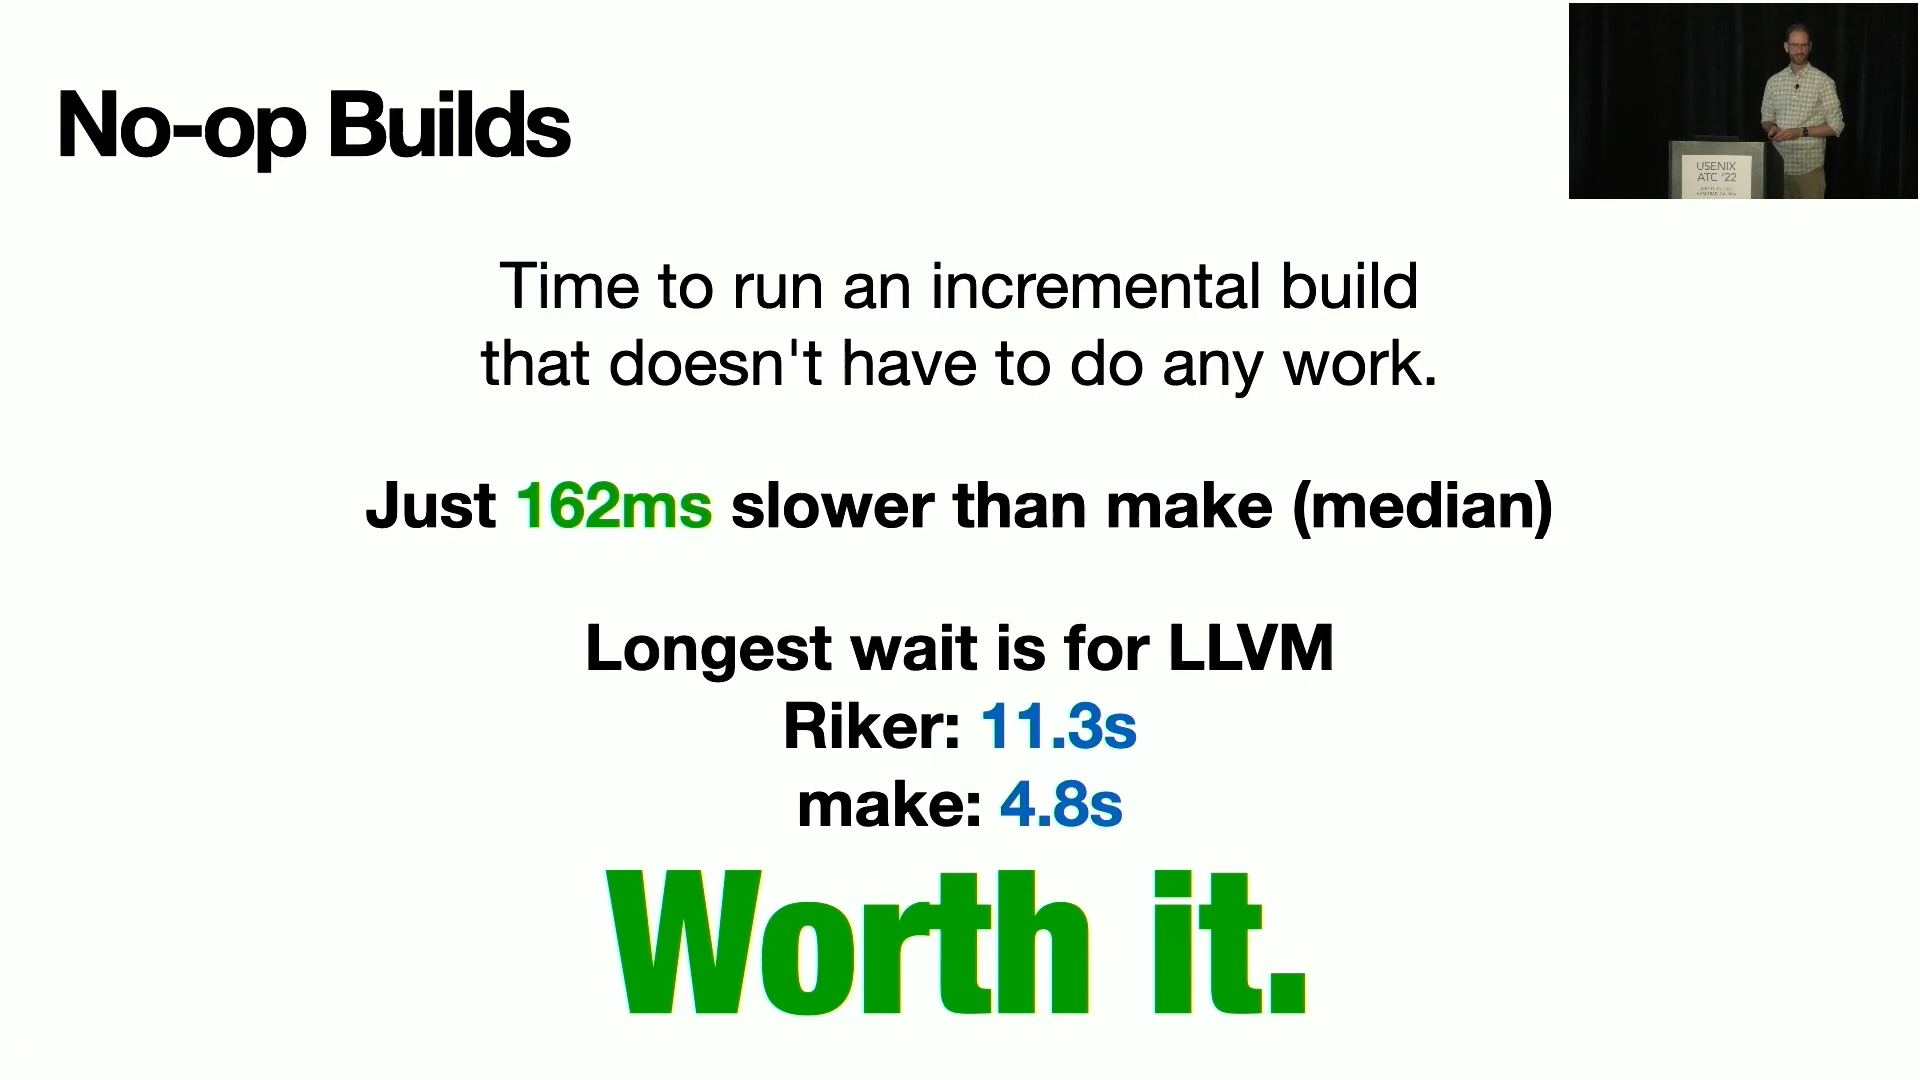 No-op Builds
USENIX
ATC '22
Time to run an incremental build
that doesn't have to do any work.
Just 162ms slower than make (median)
Longest wait is for LLVM
Riker: 11.3s
make: 4.8s
Worth it.